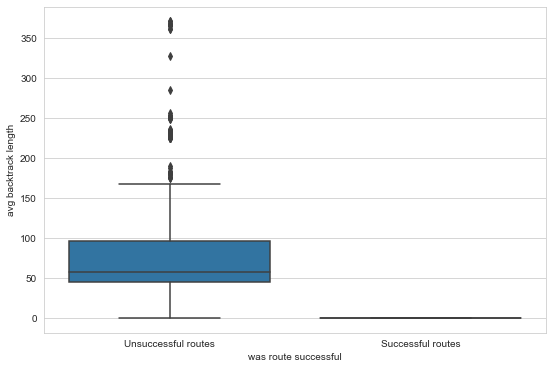 avg backtrack length
350
300
250
200
150
100
50
0
Unsuccessful routes
Successful routes
was route successful